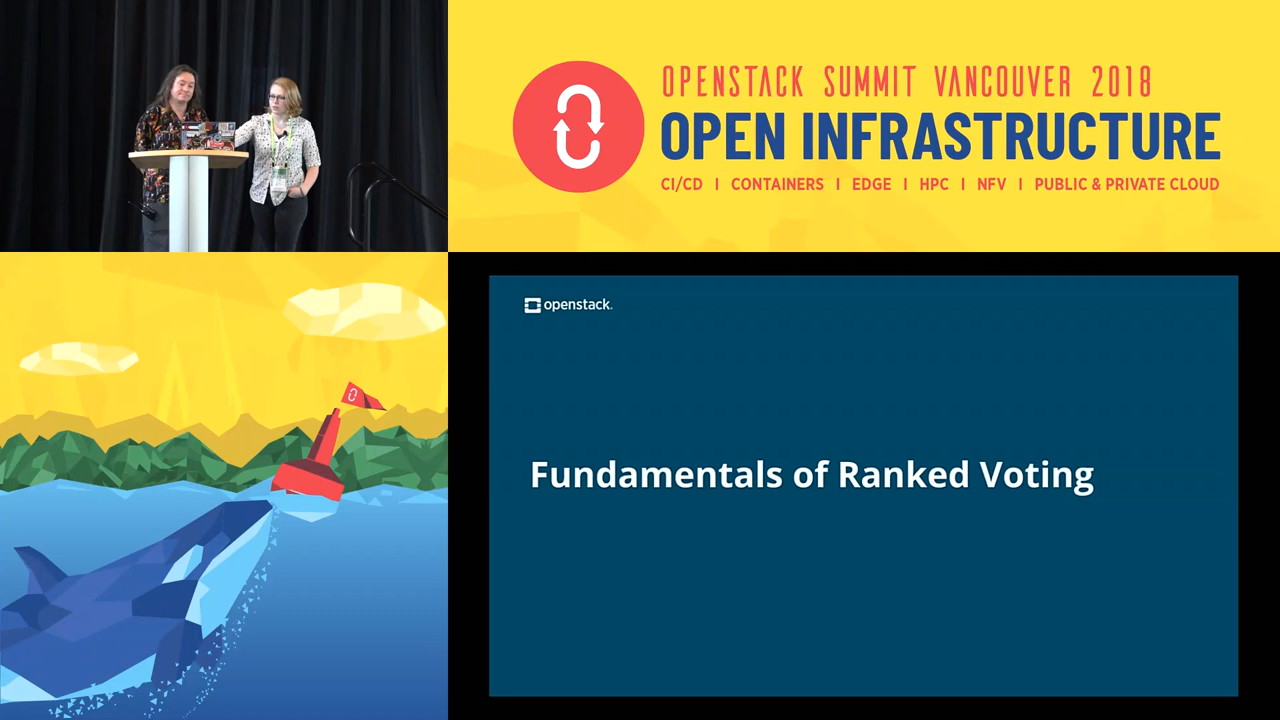 OPENSTACK SUMMIT VANCOUVER 2018
OPEN INFRASTRUCTURE
CI/CD I CONTAINERS I EDGE I HPC I NFV I PUBLIC & PRIVATE CLOUD
openstack.
Fundamentals of Ranked Voting